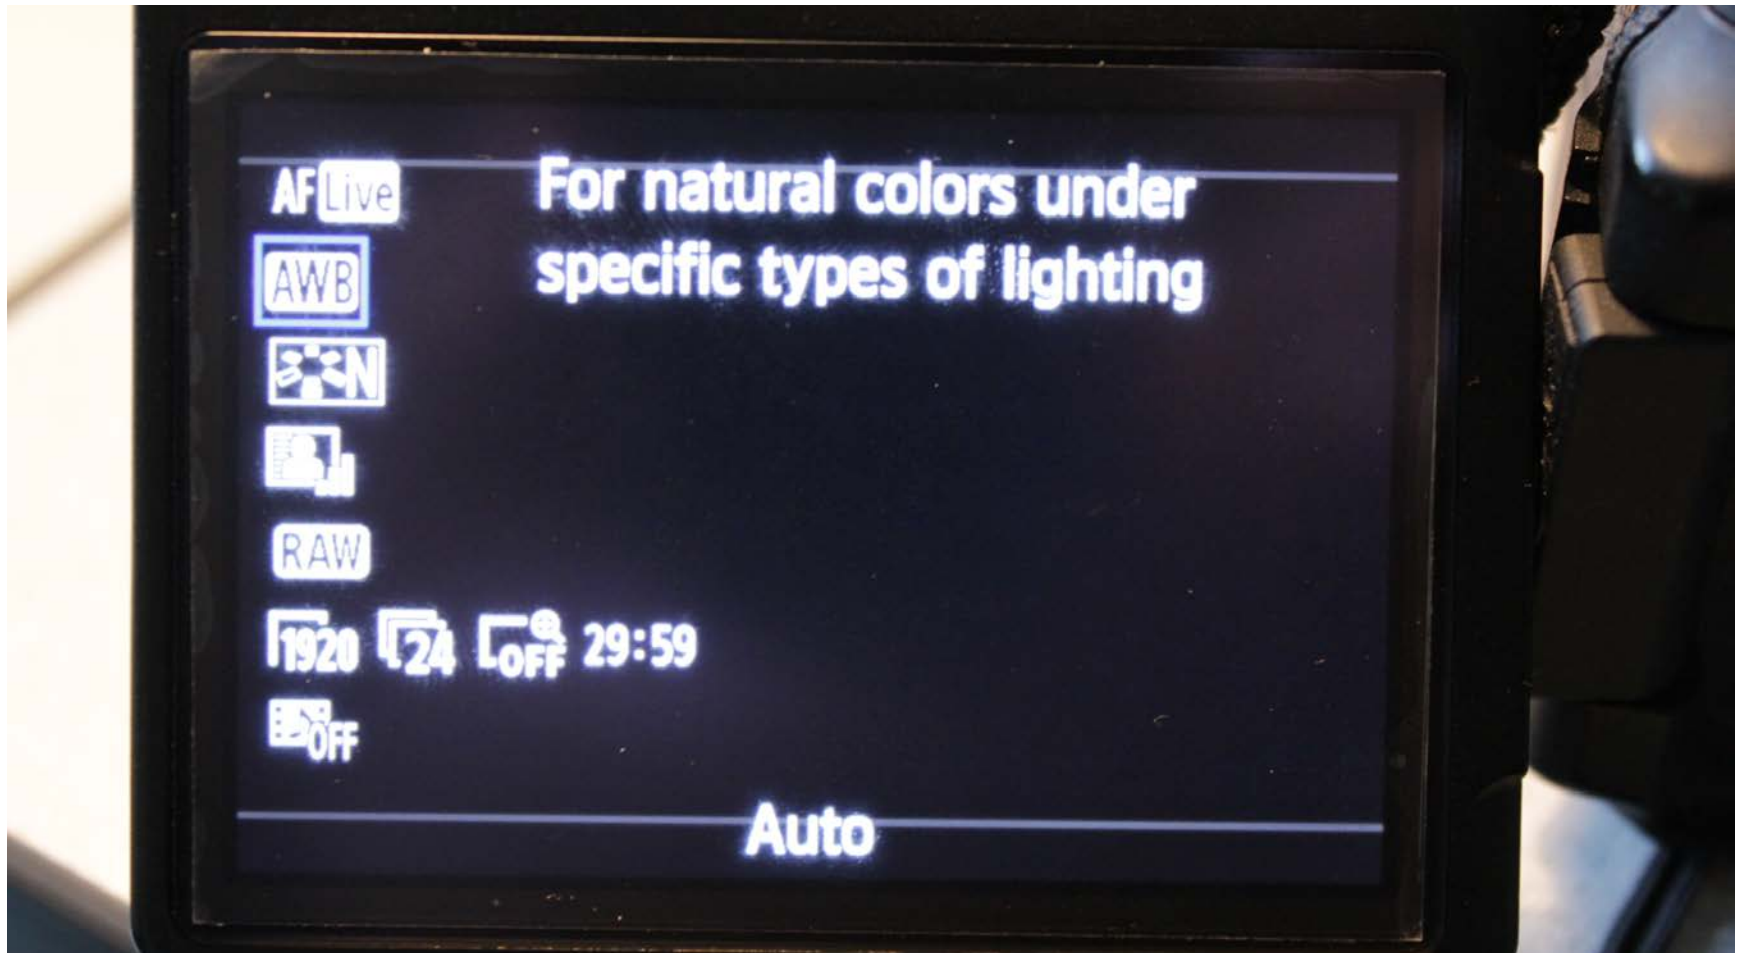 AF Live For natural colors under
AWB specific types of lighting
N
RAW
1920 24 OFF 29:59
OFF
Auto